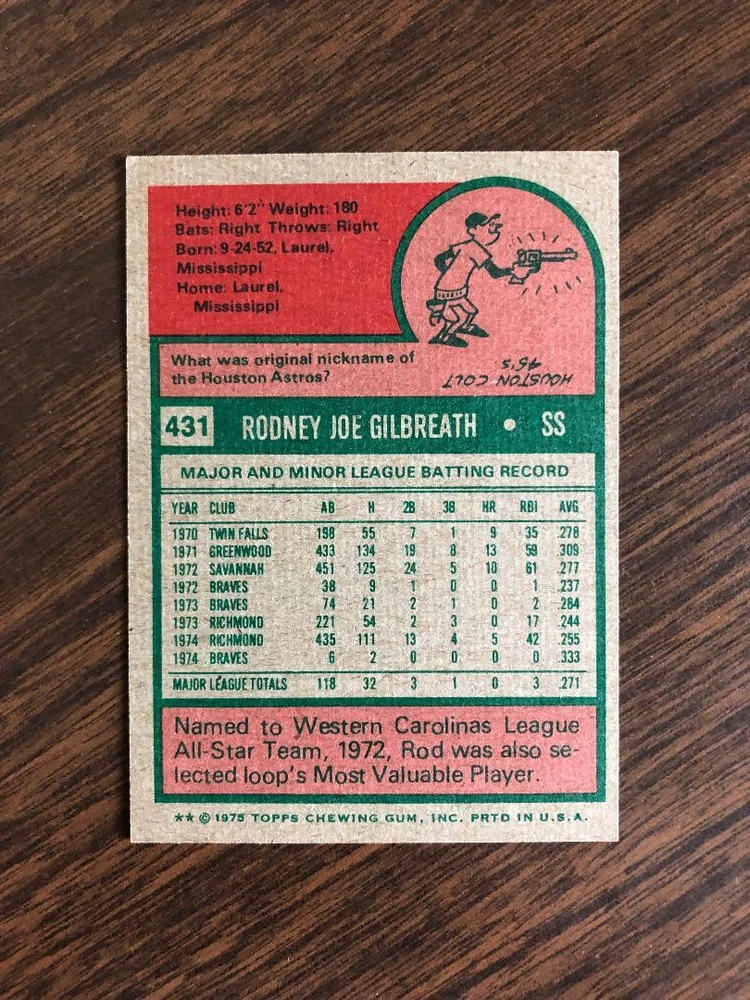 Height: 6'2" Weight: 180
Bats: Right Throws: Right
Born: 9-24-52, Laurel,
Mississippi
Home: Laurel,
Mississippi
What was original nickname of
the Houston Astros?
HOUSTON COLT
45's
431 RODNEY JOE GILBREATH • SS
MAJOR AND MINOR LEAGUE BATTING RECORD
YEAR CLUB AB H 2B 3B HR RBI AVG
1970 TWIN FALLS 198 55 7 1 9 35 .278
1971 GREENWOOD 433 134 19 8 13 59 .309
1972 SAVANNAH 451 125 24 5 10 61 .277
1972 BRAVES 38 9 1 0 0 1 .237
1973 BRAVES 74 21 2 1 0 2 .284
1973 RICHMOND 221 54 2 3 0 17 .244
1974 RICHMOND 435 111 13 4 5 42 .255
1974 BRAVES 6 2 0 0 0 0 .333
MAJOR LEAGUE TOTALS 118 32 3 1 0 3 .271
Named to Western Carolinas League
All-Star Team, 1972, Rod was also se-
lected loop's Most Valuable Player.
** © 1975 TOPPS CHEWING GUM, INC. PRTD IN U.S.A.